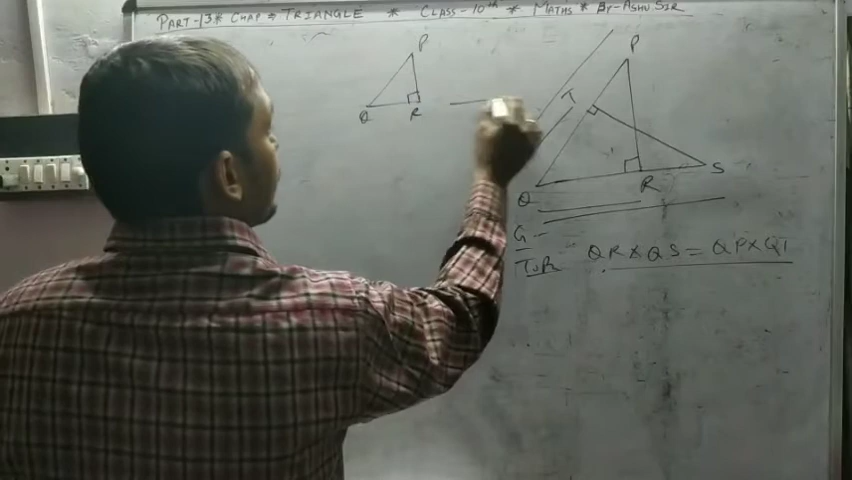 PART-13* CHAP = TRIANGLE * CLASS-10th * MATHS * BY-ASHU SIR
P
Q R
P
T
S
R
Q
G -
T.P.
QR X QS = QP X QT